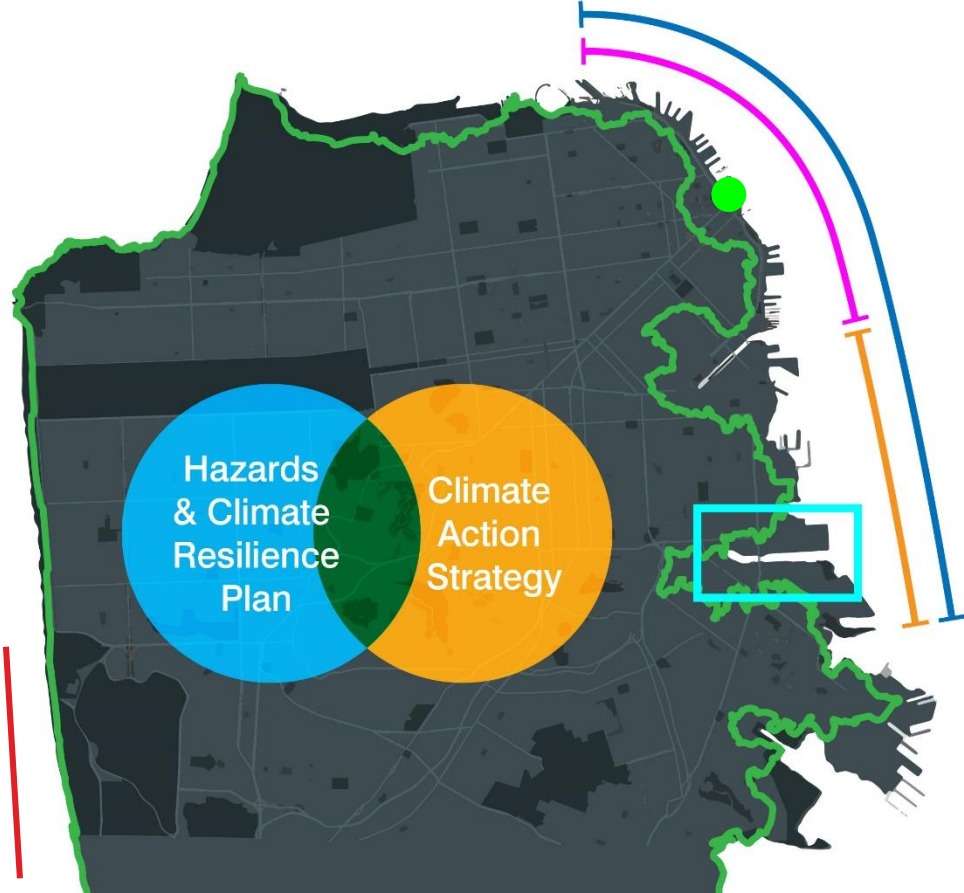 Hazards
& Climate
Resilience
Plan
Climate
Action
Strategy